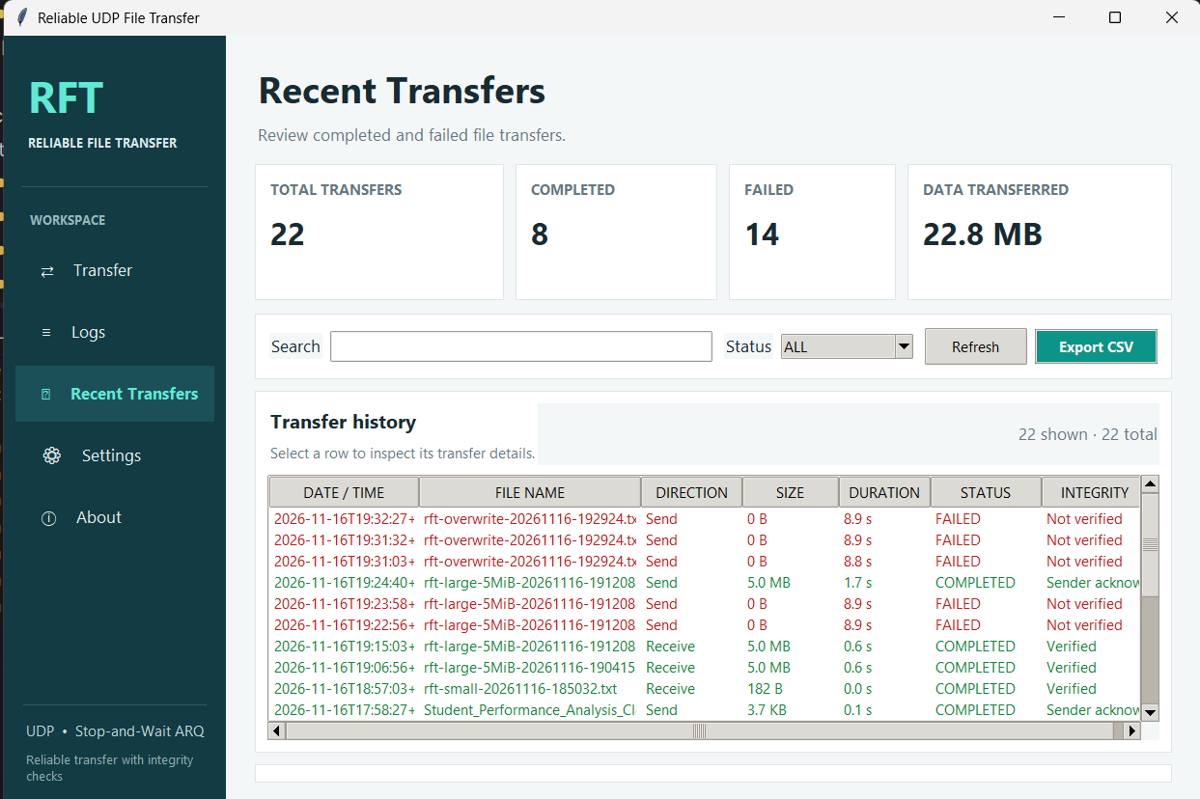 Reliable UDP File Transfer
RFT
RELIABLE FILE TRANSFER
WORKSPACE
⇄ Transfer
≡ Logs
Recent Transfers
Settings
About
UDP • Stop-and-Wait ARQ
Reliable transfer with integrity
checks
Recent Transfers
Review completed and failed file transfers.
TOTAL TRANSFERS COMPLETED FAILED DATA TRANSFERRED
22 8 14 22.8 MB
Search Status ALL Refresh Export CSV
Transfer history
Select a row to inspect its transfer details.
22 shown · 22 total
DATE / TIME FILE NAME DIRECTION SIZE DURATION STATUS INTEGRITY
2026-11-16T19:32:27+ rft-overwrite-20261116-192924.tx Send 0 B 8.9 s FAILED Not verified
2026-11-16T19:31:32+ rft-overwrite-20261116-192924.tx Send 0 B 8.9 s FAILED Not verified
2026-11-16T19:31:03+ rft-overwrite-20261116-192924.tx Send 0 B 8.8 s FAILED Not verified
2026-11-16T19:24:40+ rft-large-5MiB-20261116-191208 Send 5.0 MB 1.7 s COMPLETED Sender acknow
2026-11-16T19:23:58+ rft-large-5MiB-20261116-191208 Send 0 B 8.9 s FAILED Not verified
2026-11-16T19:22:56+ rft-large-5MiB-20261116-191208 Send 0 B 8.9 s FAILED Not verified
2026-11-16T19:15:03+ rft-large-5MiB-20261116-191208 Receive 5.0 MB 0.6 s COMPLETED Verified
2026-11-16T19:06:56+ rft-large-5MiB-20261116-190415 Receive 5.0 MB 0.6 s COMPLETED Verified
2026-11-16T18:57:03+ rft-small-20261116-185032.txt Receive 182 B 0.0 s COMPLETED Verified
2026-11-16T17:58:27+ Student_Performance_Analysis_Cl Send 3.7 KB 0.1 s COMPLETED Sender acknow